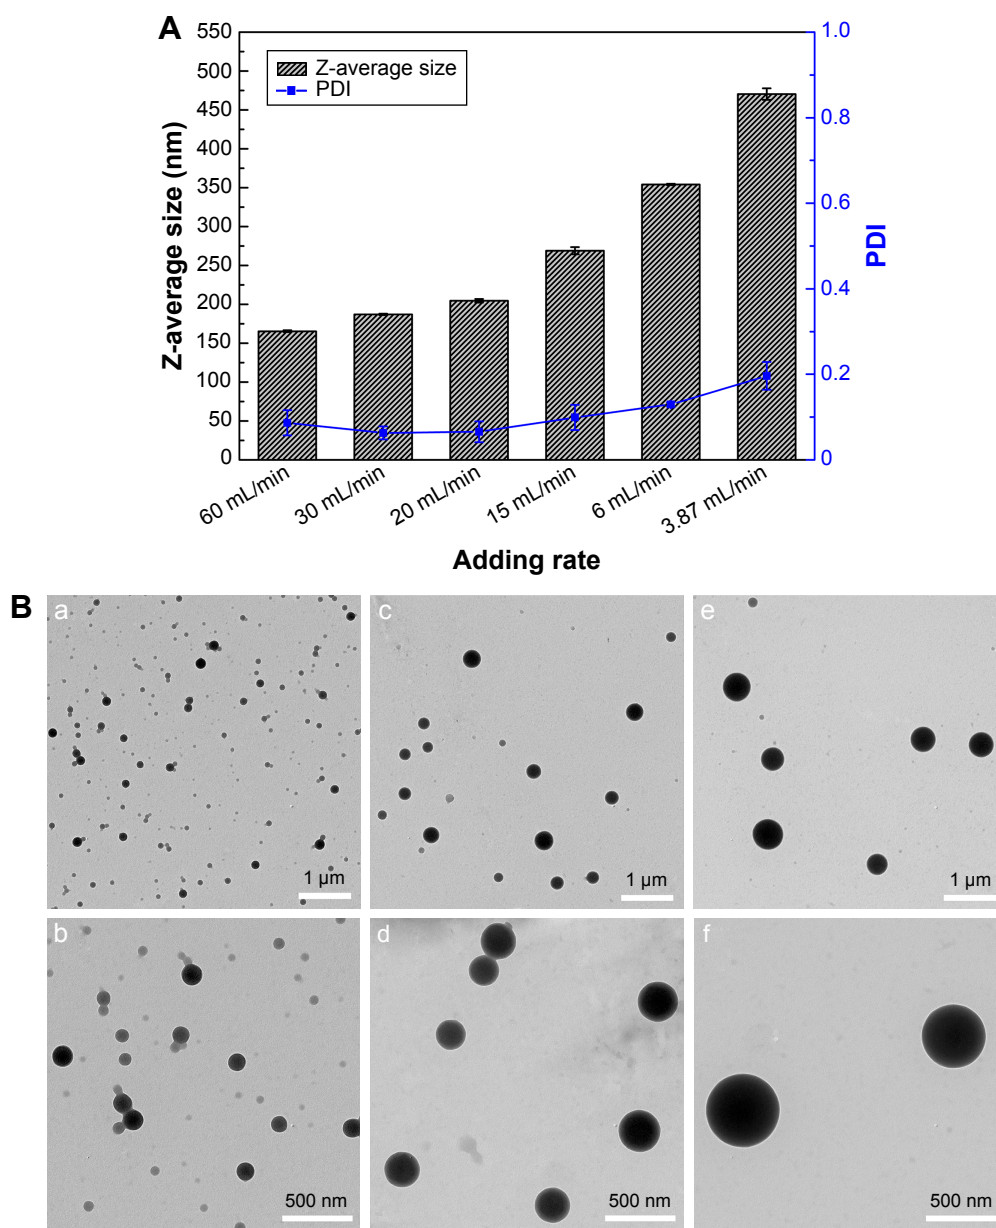 A
550
500
450
400
350
300
250
200
150
100
50
0
Z-average size (nm)
Z-average size
PDI
1.0
0.8
0.6
0.4
0.2
0
PDI
60 mL/min
30 mL/min
20 mL/min
15 mL/min
6 mL/min
3.87 mL/min
Adding rate
B
a
1 µm
c
1 µm
e
1 µm
b
500 nm
d
500 nm
f
500 nm